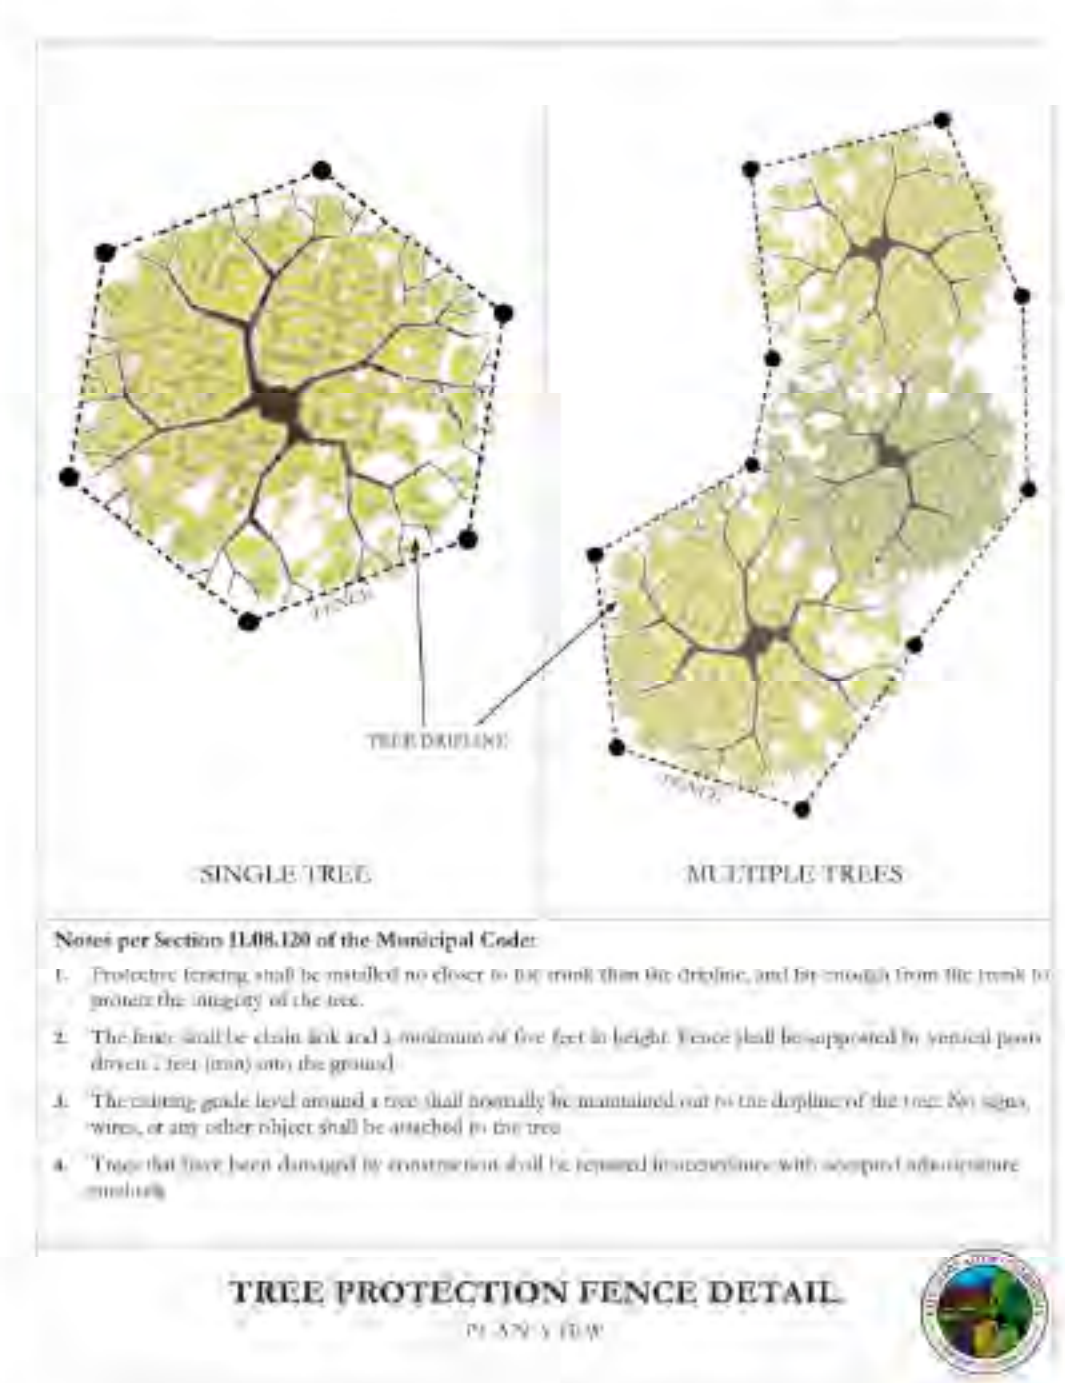 FENCE
TREE DRIPLINE
FENCE
SINGLE TREE
MULTIPLE TREES
Notes per Section 11.08.120 of the Municipal Code:
1. Protective fencing shall be installed no closer to the trunk than the dripline, and far enough from the trunk to
protect the integrity of the tree.
2. The fence shall be chain link and a minimum of five feet in height. Fence shall be supported by vertical posts
driven 2 feet (min) into the ground
3. The existing grade level around a tree shall normally be maintained out to the dripline of the tree. No signs,
wires, or any other object shall be attached to the tree
4. Trees that have been damaged by construction shall be repaired in accordance with accepted arboriculture
methods
TREE PROTECTION FENCE DETAIL
PLAN VIEW